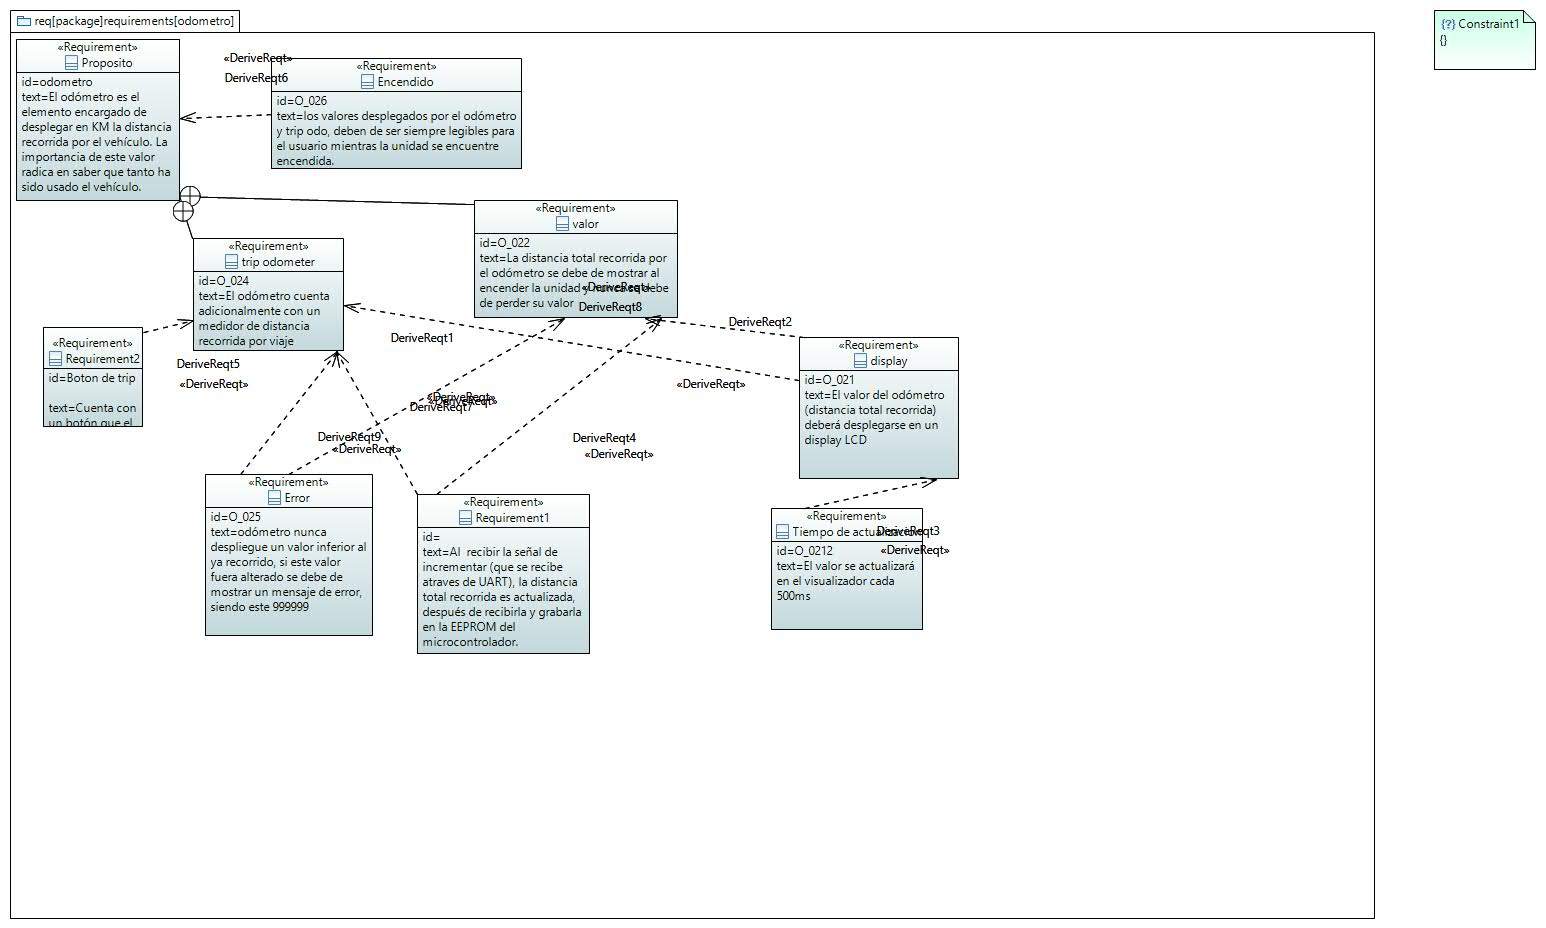 req[package]requirements[odometro]
{?} Constraint1
{}
«Requirement»
Proposito
id=odometro
text=El odómetro es el
elemento encargado de
desplegar en KM la distancia
recorrida por el vehículo. La
importancia de este valor
radica en saber que tanto ha
sido usado el vehículo.
«DeriveReqt»
DeriveReqt6
«Requirement»
Encendido
id=O_026
text=los valores desplegados por el odómetro
y trip odo, deben de ser siempre legibles para
el usuario mientras la unidad se encuentre
encendida.
«Requirement»
valor
id=O_022
text=La distancia total recorrida por
el odómetro se debe de mostrar al
encender la unidad y nunca se debe
de perder su valor
«DeriveReqt»
DeriveReqt8
«Requirement»
trip odometer
id=O_024
text=El odómetro cuenta
adicionalmente con un
medidor de distancia
recorrida por viaje
«Requirement»
Requirement2
id=Boton de trip
text=Cuenta con
un botón que el
DeriveReqt5
«DeriveReqt»
DeriveReqt1
«DeriveReqt»
DeriveReqt2
«Requirement»
display
id=O_021
text=El valor del odómetro
(distancia total recorrida)
deberá desplegarse en un
display LCD
«DeriveReqt»
«DeriveReqt»
DeriveReqt7
DeriveReqt9
«DeriveReqt»
DeriveReqt4
«DeriveReqt»
«Requirement»
Error
id=O_025
text=odómetro nunca
despliegue un valor inferior al
ya recorrido, si este valor
fuera alterado se debe de
mostrar un mensaje de error,
siendo este 999999
«Requirement»
Requirement1
id=
text=Al  recibir la señal de
incrementar (que se recibe
atraves de UART), la distancia
total recorrida es actualizada,
después de recibirla y grabarla
en la EEPROM del
microcontrolador.
«Requirement»
Tiempo de
DeriveReqt3
«DeriveReqt»
id=O_0212
text=El valor se actualizará
en el visualizador cada
500ms